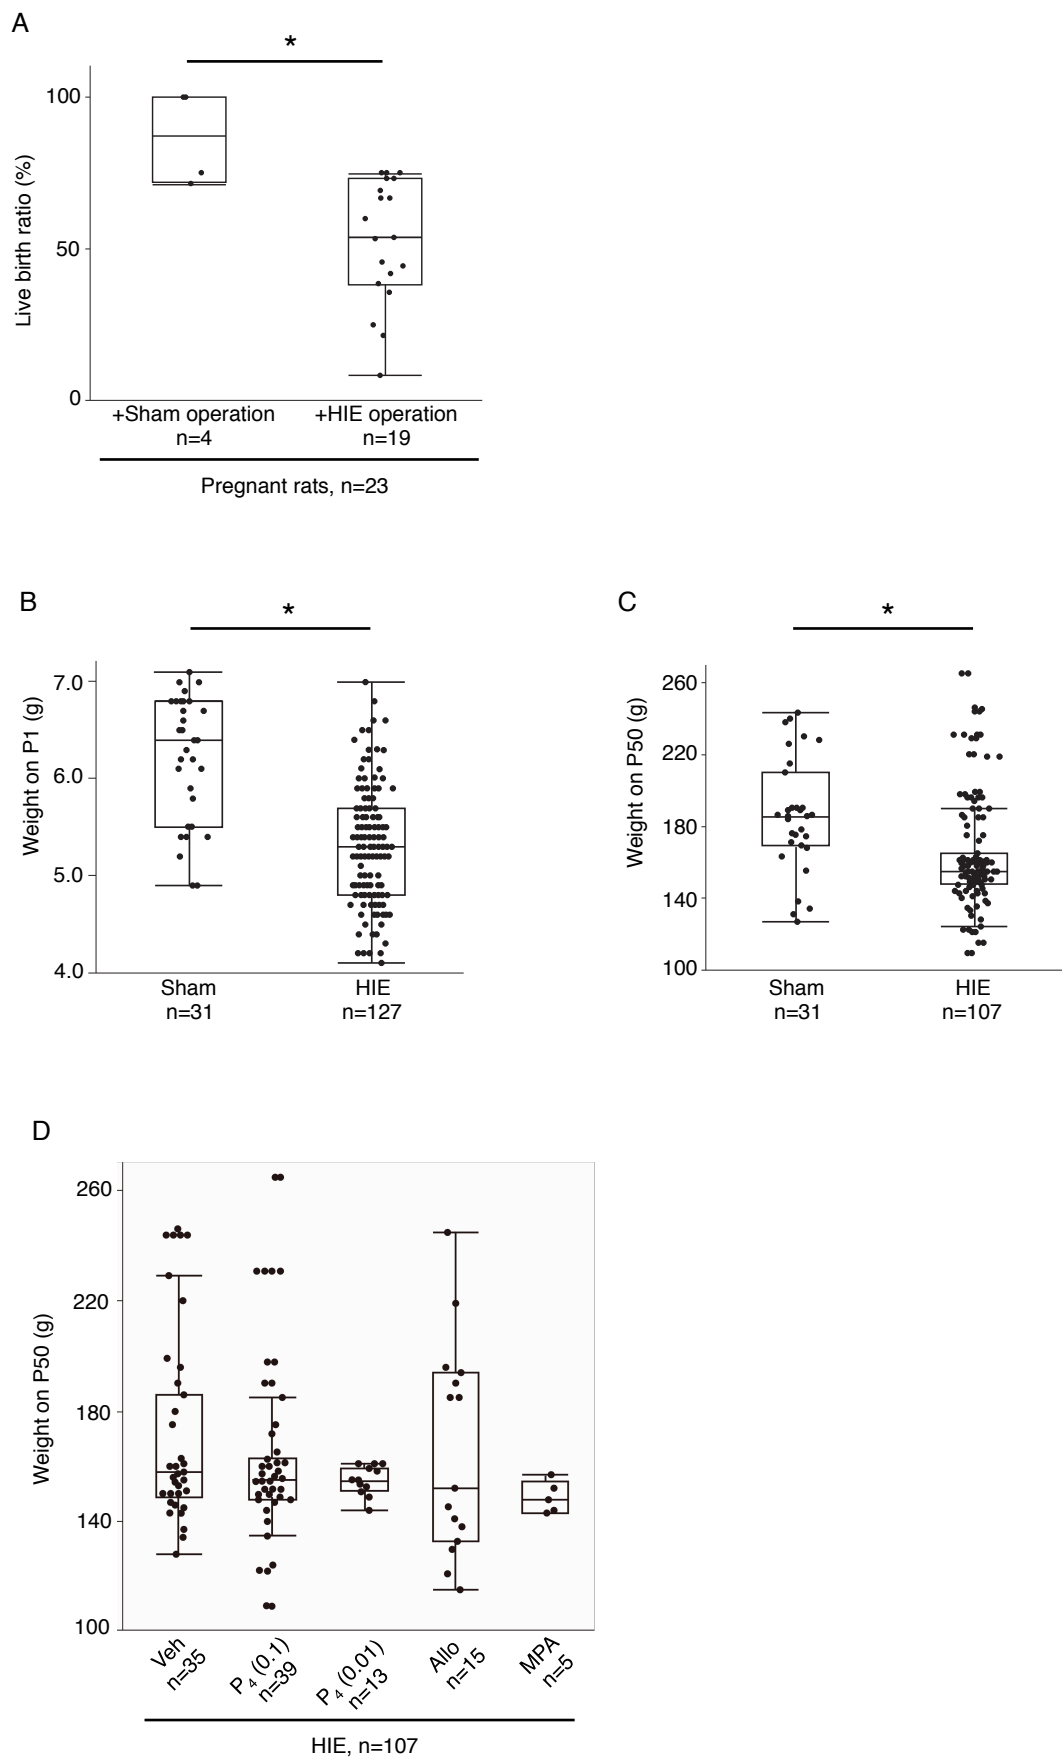 A
*
Live birth ratio (%)
100
50
0
+Sham operation
n=4
+HIE operation
n=19
Pregnant rats, n=23
B
*
Weight on P1 (g)
7.0
6.0
5.0
4.0
Sham
n=31
HIE
n=127
C
*
Weight on P50 (g)
260
220
180
140
100
Sham
n=31
HIE
n=107
D
Weight on P50 (g)
260
220
180
140
100
Veh
n=35
P4 (0.1)
n=39
P4 (0.01)
n=13
Allo
n=15
MPA
n=5
HIE, n=107